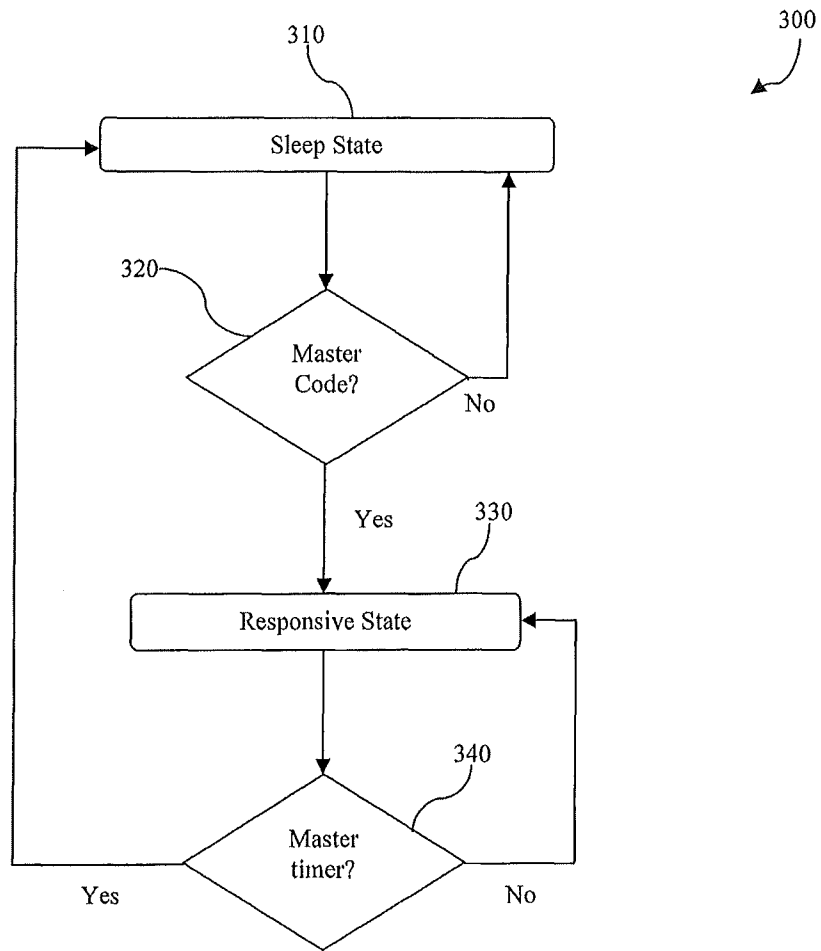 310
300
Sleep State
320
Master
Code?
No
Yes
330
Responsive State
340
Master
timer?
Yes
No